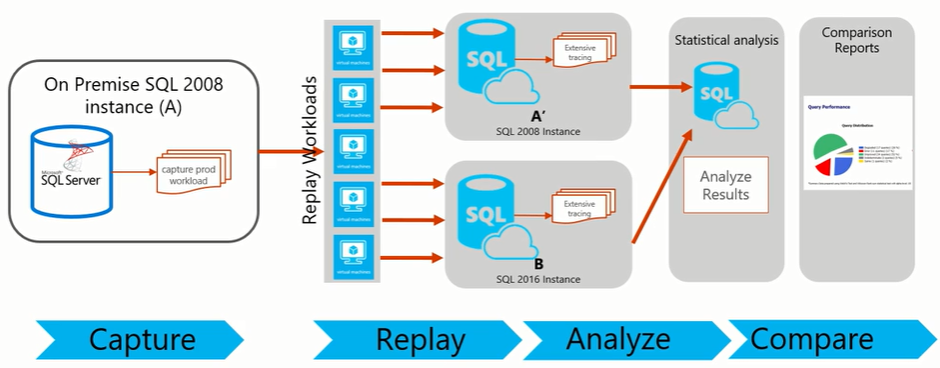 On Premise SQL 2008
instance (A)
Microsoft®
SQL Server
capture prod
workload
Replay Workloads
virtual machines
virtual machines
virtual machines
virtual machines
virtual machines
SQL
Extensive
tracing
A’
SQL 2008 Instance
SQL
Extensive
tracing
B
SQL 2016 Instance
Statistical analysis
SQL
Analyze
Results
Comparison
Reports
Query Performance
Query Distribution
Capture
Replay
Analyze
Compare